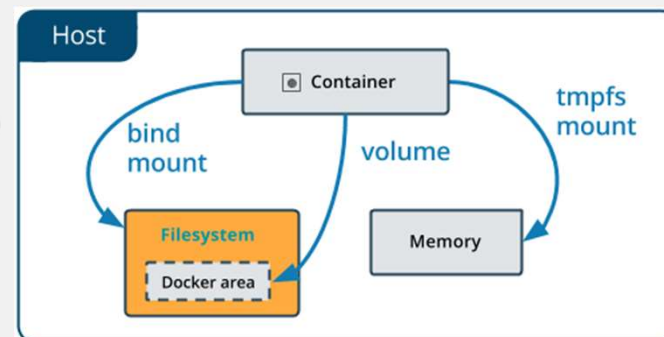 Host
Container
bind
mount
volume
tmpfs
mount
Filesystem
Docker area
Memory